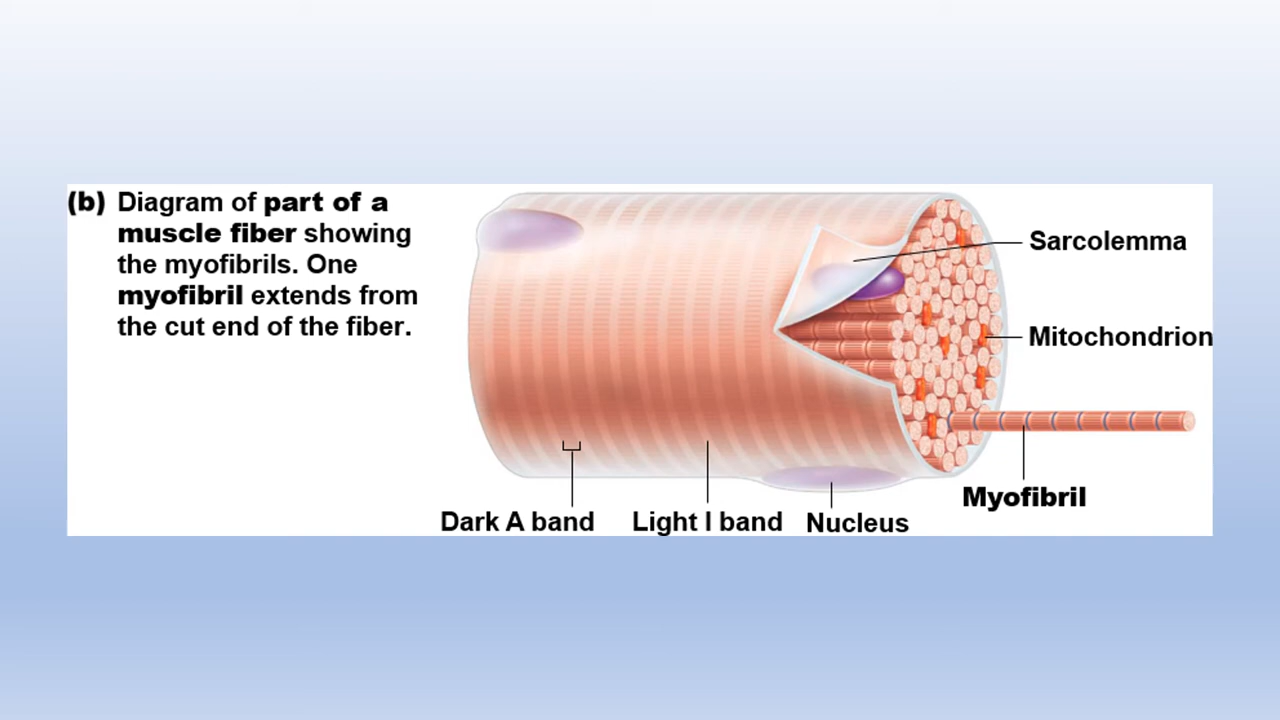 (b) Diagram of part of a
muscle fiber showing
the myofibrils. One
myofibril extends from
the cut end of the fiber.
Sarcolemma
Mitochondrion
Myofibril
Dark A band
Light I band
Nucleus